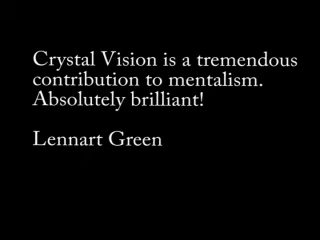 Crystal Vision is a tremendous
contribution to mentalism.
Absolutely brilliant!
Lennart Green